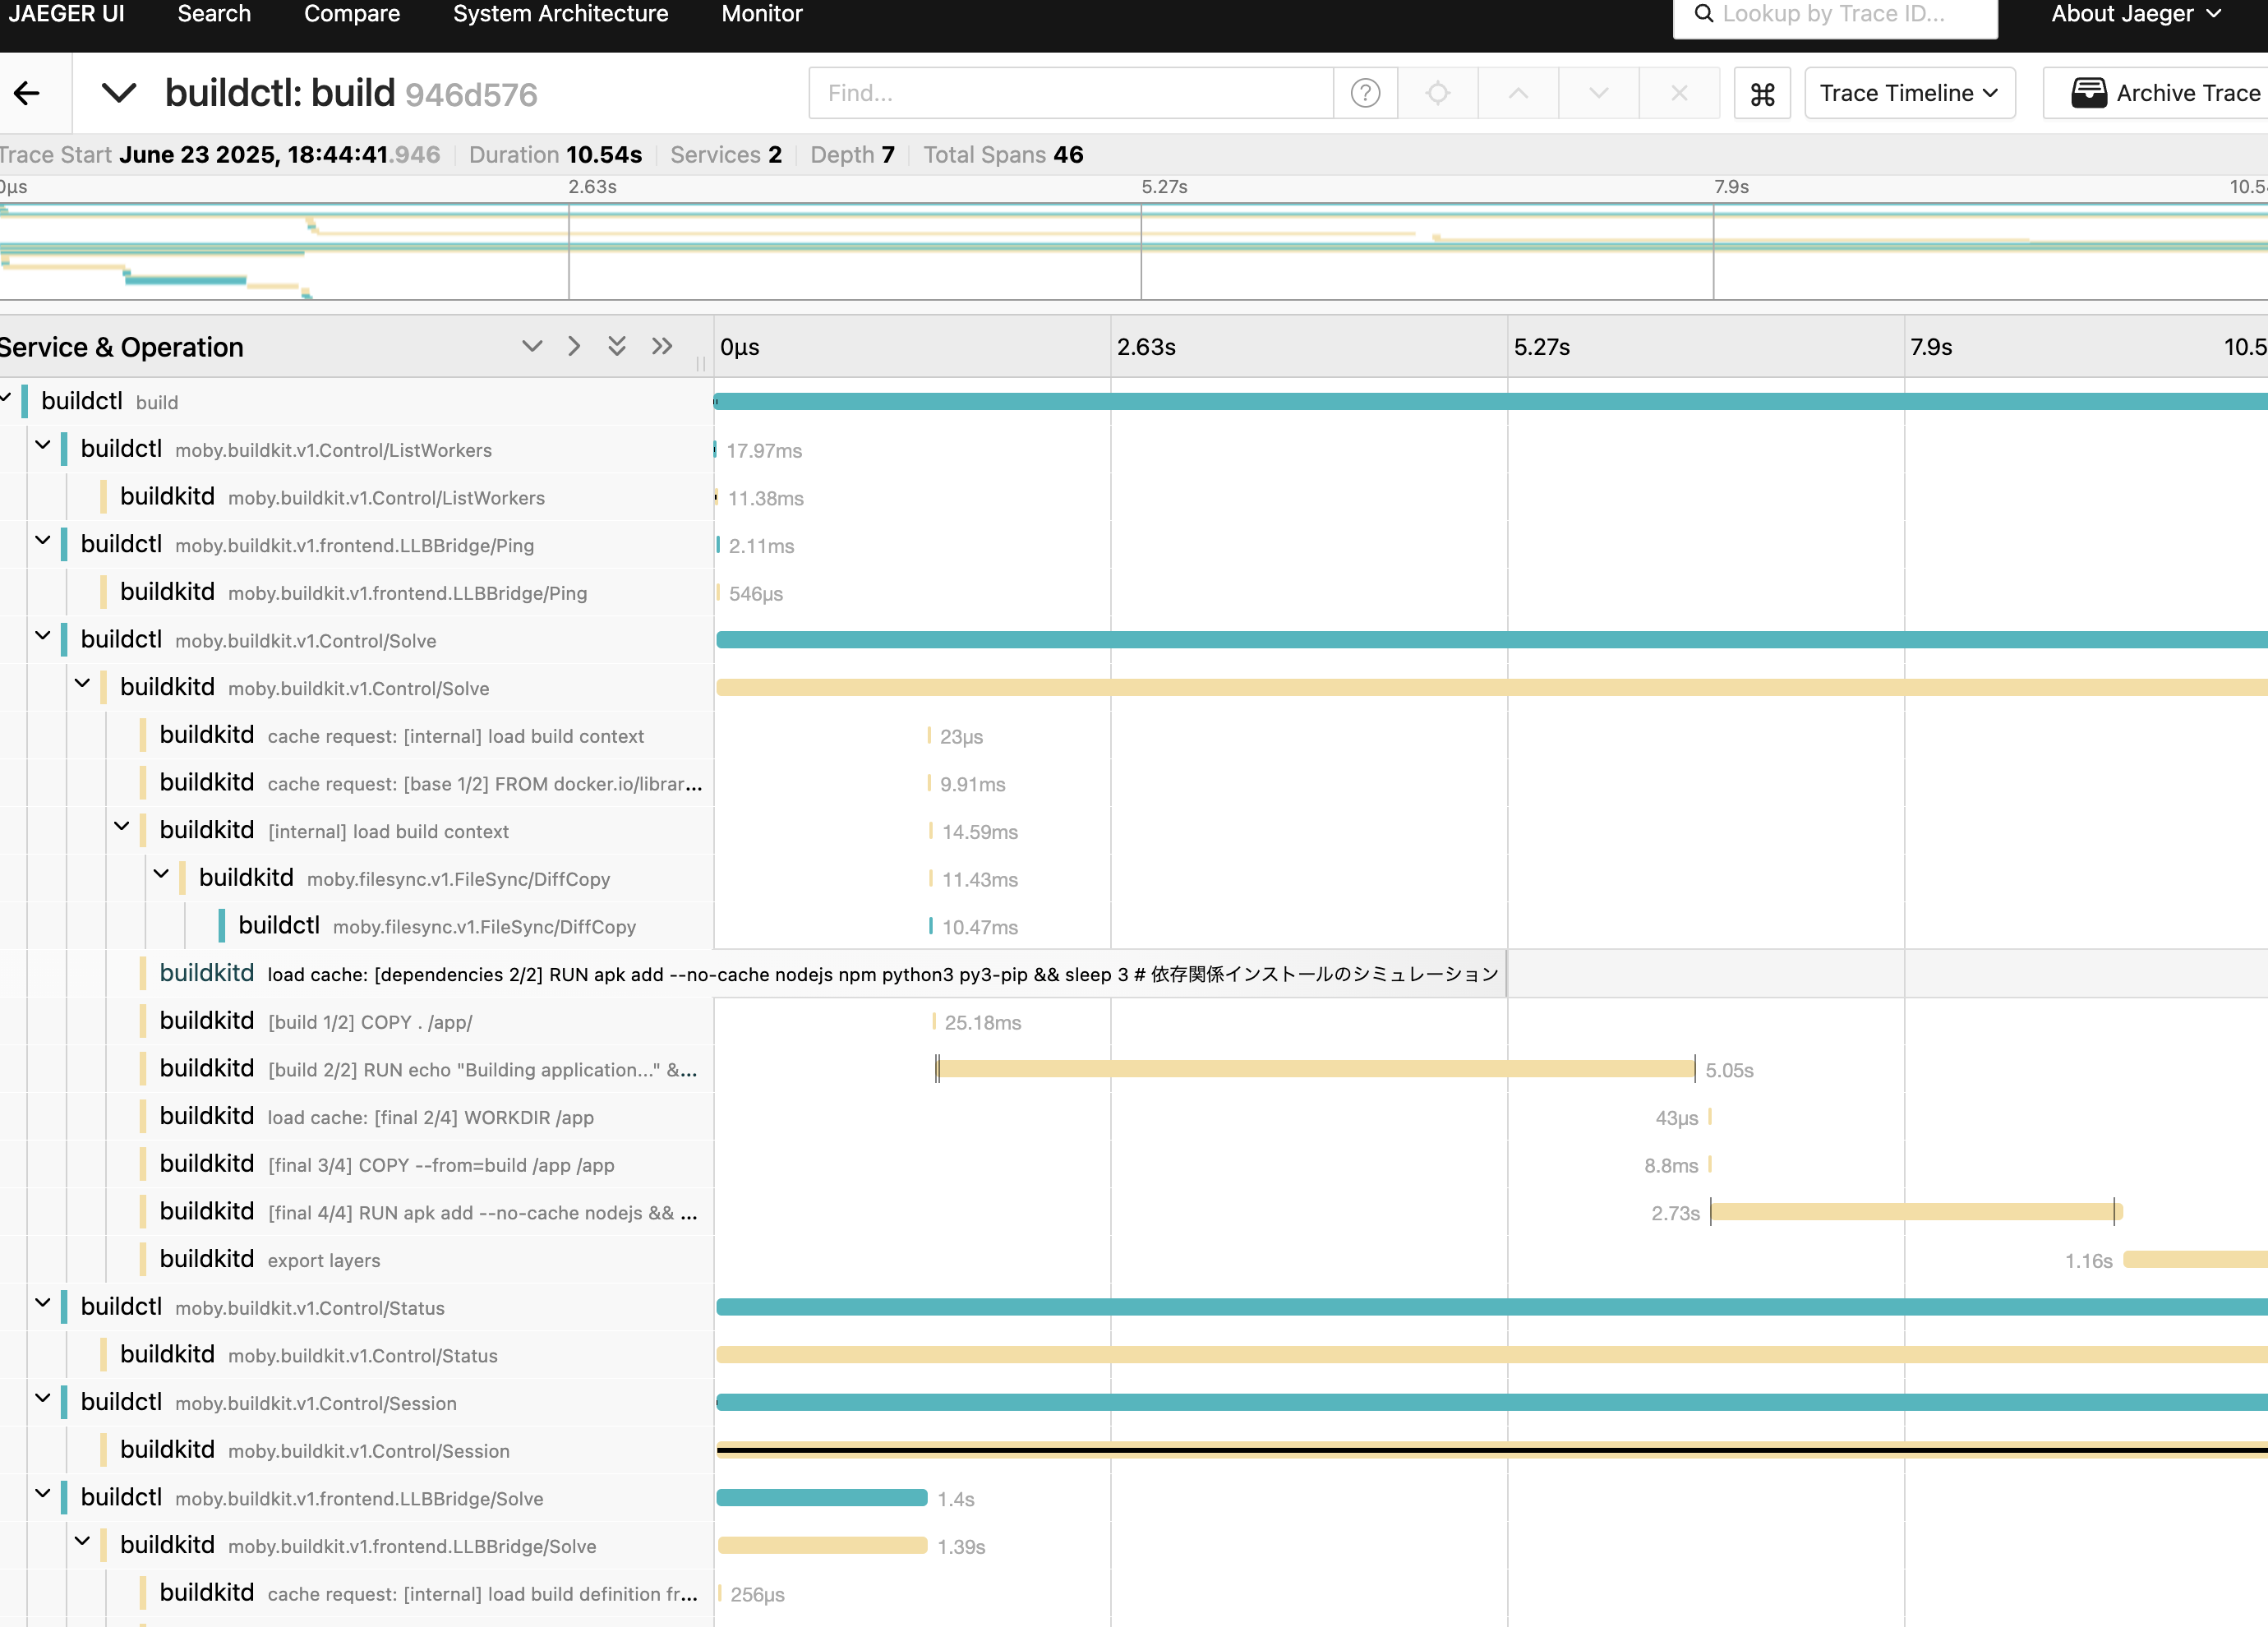 JAEGER UI Search Compare System Architecture Monitor Lookup by Trace ID... About Jaeger
buildctl: build 946d576 Find... Trace Timeline Archive Trace
Trace Start June 23 2025, 18:44:41.946 Duration 10.54s Services 2 Depth 7 Total Spans 46
0μs 2.63s 5.27s 7.9s 10.5
Service & Operation 0μs 2.63s 5.27s 7.9s 10.5
buildctl build
buildctl moby.buildkit.v1.Control/ListWorkers 17.97ms
buildkitd moby.buildkit.v1.Control/ListWorkers 11.38ms
buildctl moby.buildkit.v1.frontend.LLBBridge/Ping 2.11ms
buildkitd moby.buildkit.v1.frontend.LLBBridge/Ping 546μs
buildctl moby.buildkit.v1.Control/Solve
buildkitd moby.buildkit.v1.Control/Solve
buildkitd cache request: [internal] load build context 23μs
buildkitd cache request: [base 1/2] FROM docker.io/librar... 9.91ms
buildkitd [internal] load build context 14.59ms
buildkitd moby.filesync.v1.FileSync/DiffCopy 11.43ms
buildctl moby.filesync.v1.FileSync/DiffCopy 10.47ms
buildkitd load cache: [dependencies 2/2] RUN apk add --no-cache nodejs npm python3 py3-pip && sleep 3 # 依存関係インストールのシミュレーション
buildkitd [build 1/2] COPY . /app/ 25.18ms
buildkitd [build 2/2] RUN echo "Building application..." &... 5.05s
buildkitd load cache: [final 2/4] WORKDIR /app 43μs
buildkitd [final 3/4] COPY --from=build /app /app 8.8ms
buildkitd [final 4/4] RUN apk add --no-cache nodejs && ... 2.73s
buildkitd export layers 1.16s
buildctl moby.buildkit.v1.Control/Status
buildkitd moby.buildkit.v1.Control/Status
buildctl moby.buildkit.v1.Control/Session
buildkitd moby.buildkit.v1.Control/Session
buildctl moby.buildkit.v1.frontend.LLBBridge/Solve 1.4s
buildkitd moby.buildkit.v1.frontend.LLBBridge/Solve 1.39s
buildkitd cache request: [internal] load build definition fr... 256μs